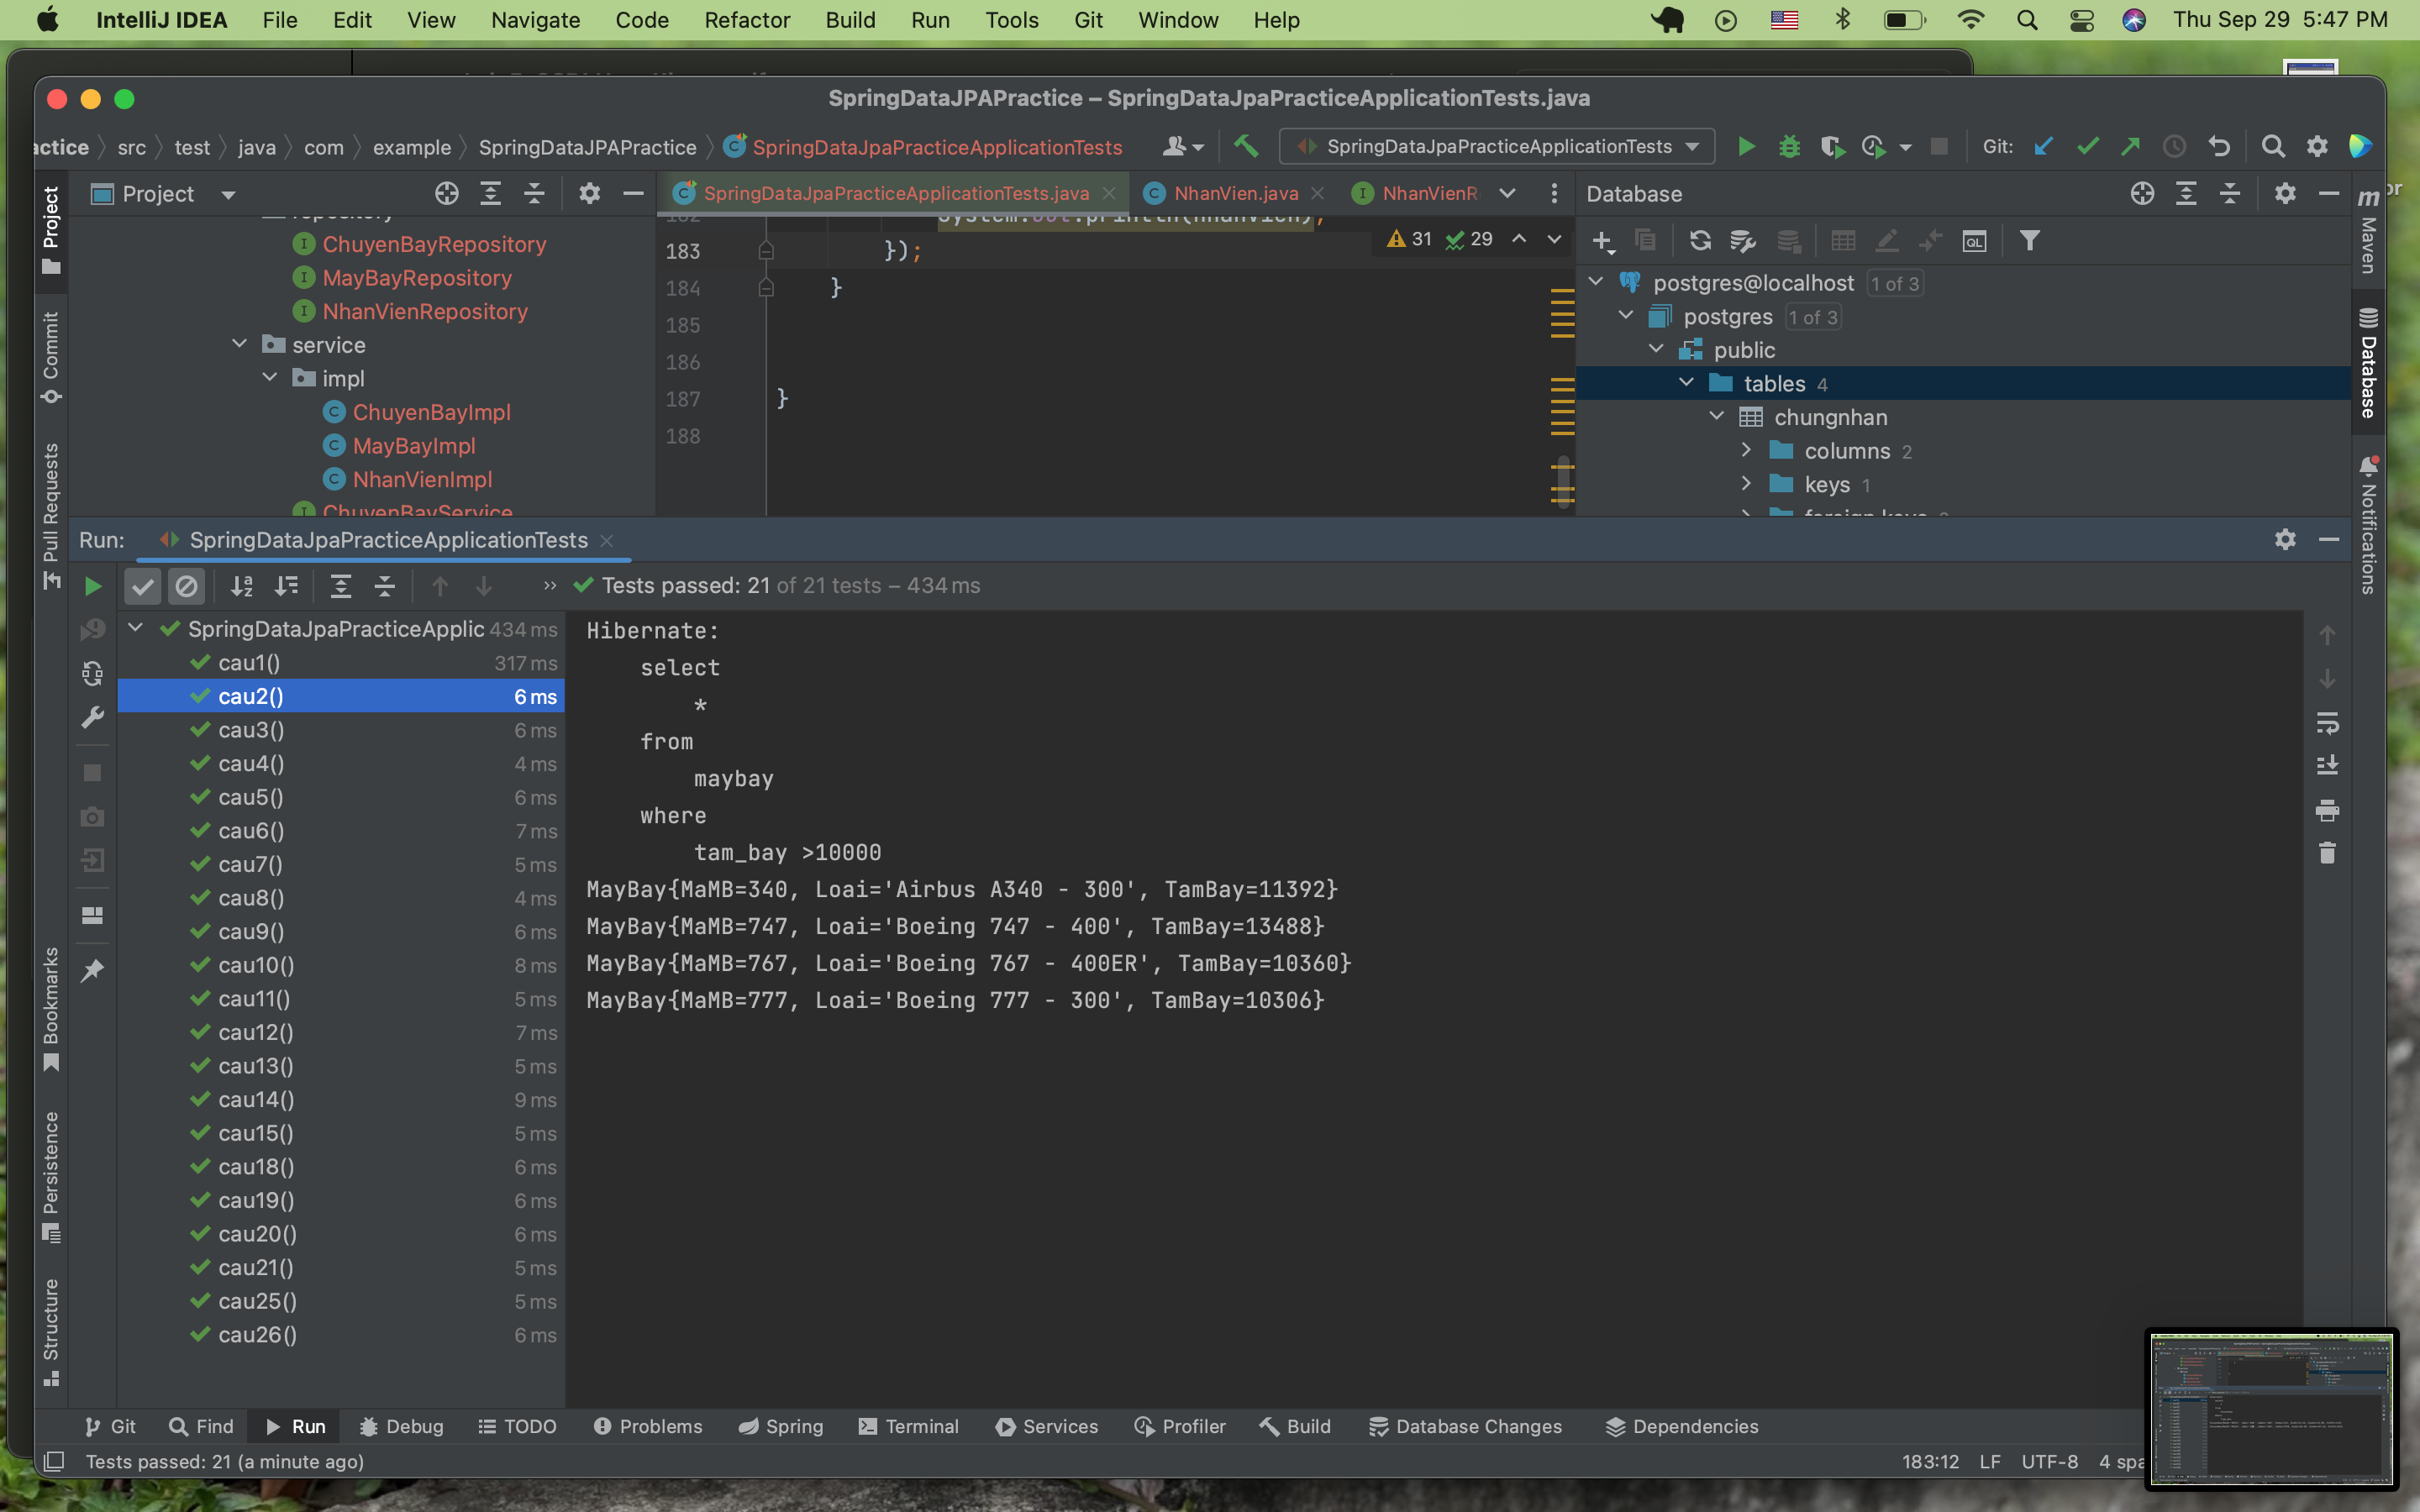 IntelliJ IDEA File Edit View Navigate Code Refactor Build Run Tools Git Window Help Thu Sep 29 5:47 PM
SpringDataJPAPractice – SpringDataJpaPracticeApplicationTests.java
actice src test java com example SpringDataJPAPractice SpringDataJpaPracticeApplicationTests SpringDataJpaPracticeApplicationTests Git:
Project SpringDataJpaPracticeApplicationTests.java NhanVien.java NhanVienR Database
repository
ChuyenBayRepository
MayBayRepository
NhanVienRepository
service
impl
ChuyenBayImpl
MayBayImpl
NhanVienImpl
ChuyenBayService
182 System.out.println(nhanVien);
183 });
184 }
185
186
187 }
188
31 29
postgres@localhost 1 of 3
postgres 1 of 3
public
tables 4
chungnhan
columns 2
keys 1
foreign keys
Project
Commit
Pull Requests
Bookmarks
Persistence
Structure
m
Maven
Database
Notifications
Run: SpringDataJpaPracticeApplicationTests
Tests passed: 21 of 21 tests – 434 ms
SpringDataJpaPracticeApplic 434 ms
cau1() 317 ms
cau2() 6 ms
cau3() 6 ms
cau4() 4 ms
cau5() 6 ms
cau6() 7 ms
cau7() 5 ms
cau8() 4 ms
cau9() 6 ms
cau10() 8 ms
cau11() 5 ms
cau12() 7 ms
cau13() 5 ms
cau14() 9 ms
cau15() 5 ms
cau18() 6 ms
cau19() 6 ms
cau20() 6 ms
cau21() 5 ms
cau25() 5 ms
cau26() 6 ms
Hibernate:
select
*
from
maybay
where
tam_bay >10000
MayBay{MaMB=340, Loai='Airbus A340 - 300', TamBay=11392}
MayBay{MaMB=747, Loai='Boeing 747 - 400', TamBay=13488}
MayBay{MaMB=767, Loai='Boeing 767 - 400ER', TamBay=10360}
MayBay{MaMB=777, Loai='Boeing 777 - 300', TamBay=10306}
Git Find Run Debug TODO Problems Spring Terminal Services Profiler Build Database Changes Dependencies
Tests passed: 21 (a minute ago) 183:12 LF UTF-8 4 spa